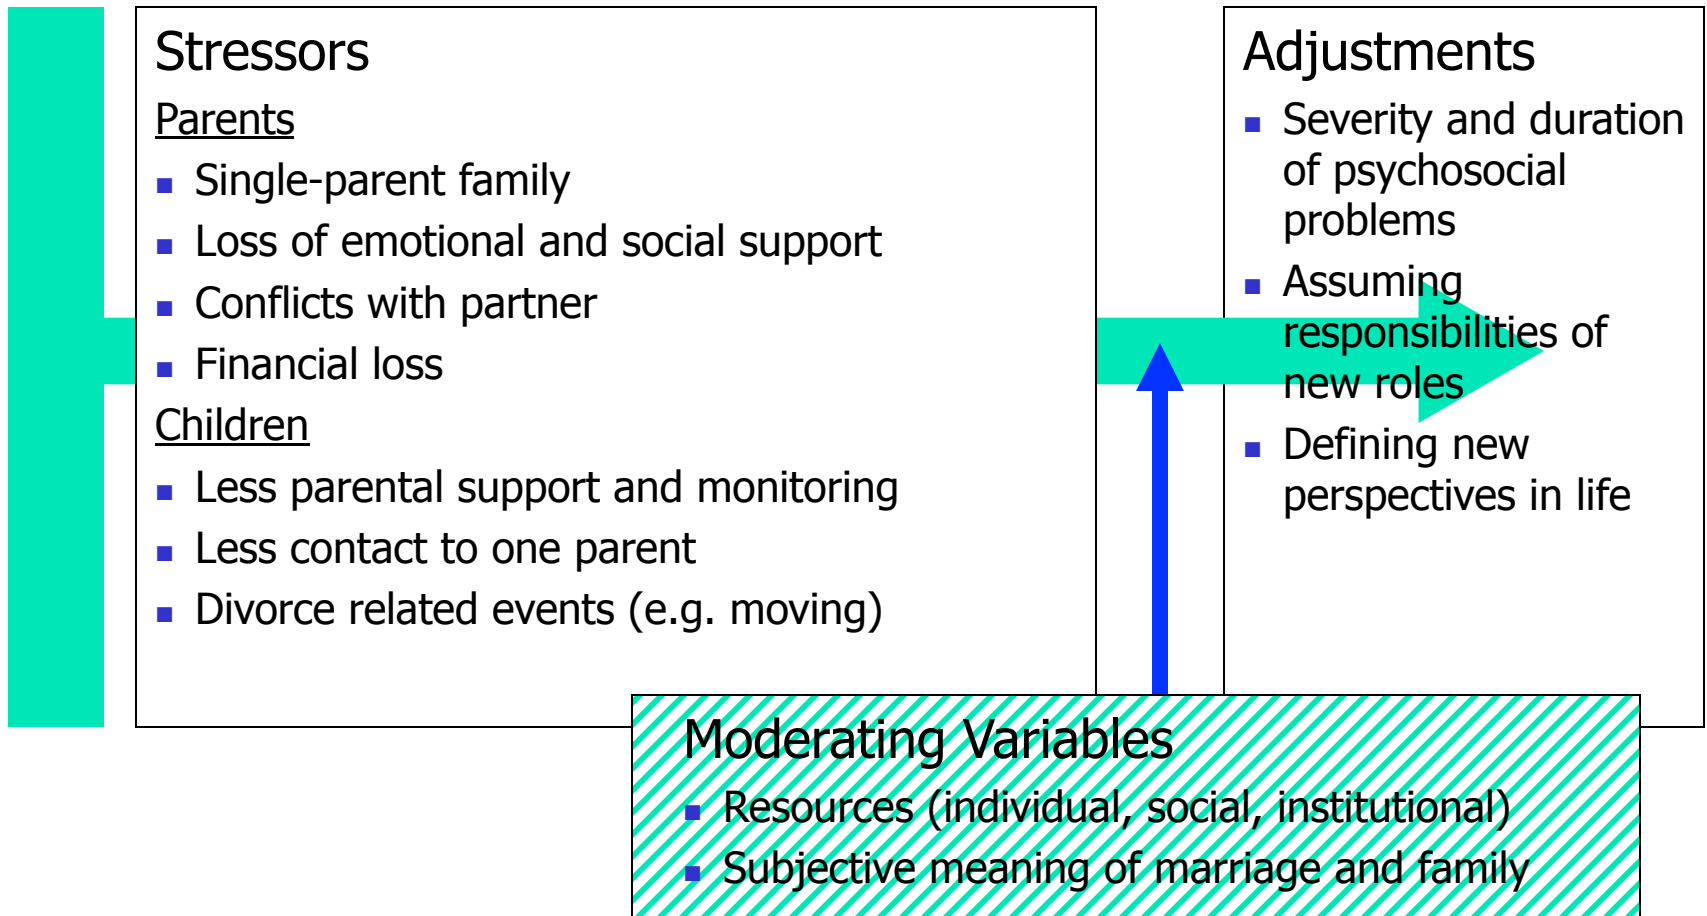 Stressors
Parents
▪ Single-parent family
▪ Loss of emotional and social support
▪ Conflicts with partner
▪ Financial loss
Children
▪ Less parental support and monitoring
▪ Less contact to one parent
▪ Divorce related events (e.g. moving)
Adjustments
▪ Severity and duration
of psychosocial
problems
▪ Assuming
responsibilities of
new roles
▪ Defining new
perspectives in life
Moderating Variables
▪ Resources (individual, social, institutional)
▪ Subjective meaning of marriage and family